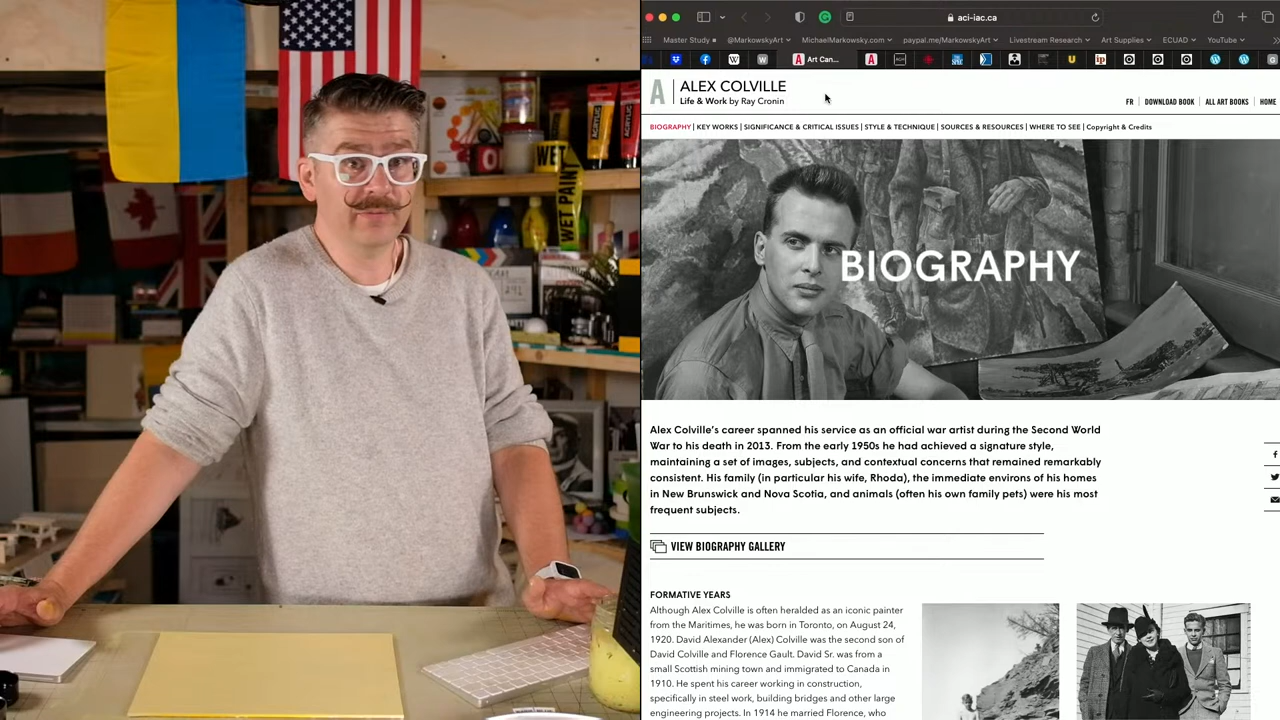 WET
PAINT
WET PAINT
ACRYLIC
ACRYLIC
aci-iac.ca
Master Study
@MarkowskyArt
MichaelMarkowsky.com
paypal.me/MarkowskyArt
Livestream Research
Art Supplies
ECUAD
YouTube
Art Can...
A
ALEX COLVILLE
Life & Work by Ray Cronin
FR | DOWNLOAD BOOK | ALL ART BOOKS | HOME
BIOGRAPHY | KEY WORKS | SIGNIFICANCE & CRITICAL ISSUES | STYLE & TECHNIQUE | SOURCES & RESOURCES | WHERE TO SEE | Copyright & Credits
BIOGRAPHY
Alex Colville's career spanned his service as an official war artist during the Second World
War to his death in 2013. From the early 1950s he had achieved a signature style,
maintaining a set of images, subjects, and contextual concerns that remained remarkably
consistent. His family (in particular his wife, Rhoda), the immediate environs of his homes
in New Brunswick and Nova Scotia, and animals (often his own family pets) were his most
frequent subjects.
VIEW BIOGRAPHY GALLERY
FORMATIVE YEARS
Although Alex Colville is often heralded as an iconic painter
from the Maritimes, he was born in Toronto, on August 24,
1920. David Alexander (Alex) Colville was the second son of
David Colville and Florence Gault. David Sr. was from a
small Scottish mining town and immigrated to Canada in
1910. He spent his career working in construction,
specifically in steel work, building bridges and other large
engineering projects. In 1914 he married Florence, who